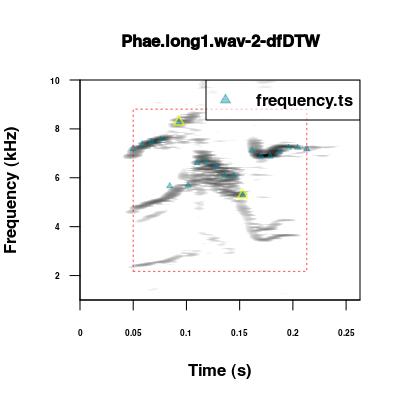 Phae.long1.wav-2-dfDTW
frequency.ts
Frequency (kHz)
10
8
6
4
2
0 0.05 0.1 0.15 0.2 0.25
Time (s)